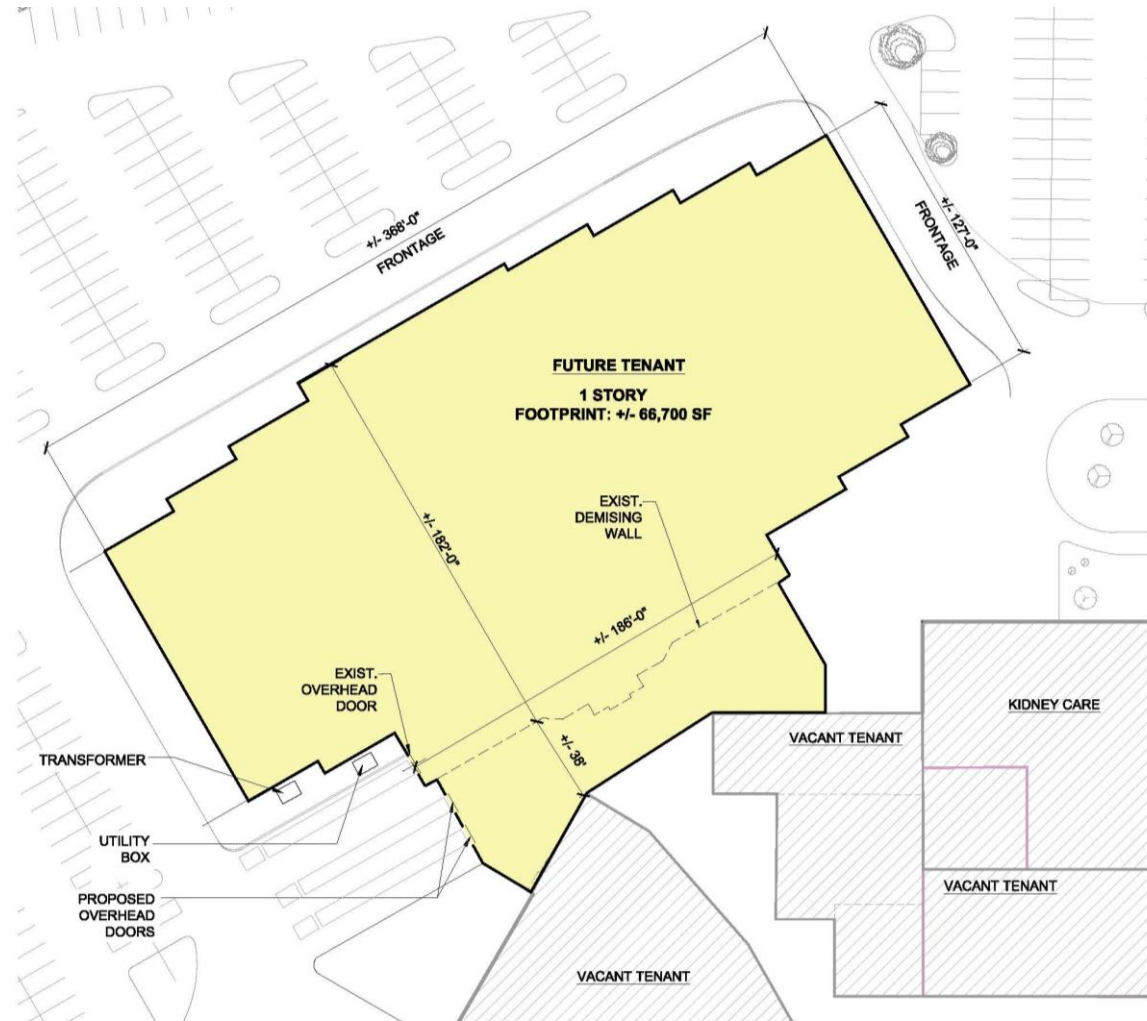 +/- 368'-0"
FRONTAGE
+/- 127'-0"
FRONTAGE
FUTURE TENANT
1 STORY
FOOTPRINT: +/- 66,700 SF
+/- 182'-0"
EXIST.
DEMISING
WALL
+/- 186'-0"
EXIST.
OVERHEAD
DOOR
+/- 38'
TRANSFORMER
UTILITY
BOX
PROPOSED
OVERHEAD
DOORS
KIDNEY CARE
VACANT TENANT
VACANT TENANT
VACANT TENANT